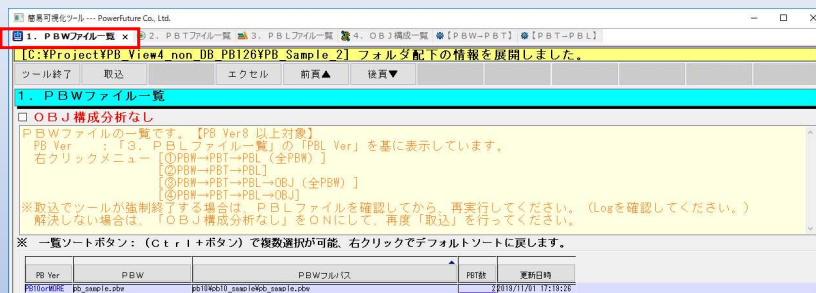 簡易可視化ツール --- PowerFuture Co., Ltd.
1. PBWファイル一覧 × 2. PBTファイル一覧 3. PBLファイル一覧 4. OBJ構成一覧 【PBW-PBT】 【PBT-PBL】
[C:¥Project¥PB_View4_non_DB_PB126¥PB_Sample_2] フォルダ配下の情報を展開しました。
ツール終了 取込 エクセル 前頁▲ 後頁▼
1. PBWファイル一覧
□ OBJ構成分析なし
PBWファイルの一覧です。【PB Ver8 以上対象】
PB Ver : 「3. PBLファイル一覧」の「PBL Ver」を基に表示しています。
右クリックメニュー [①PBW→PBT→PBL (全PBW) ]
[②PBW→PBT→PBL]
[③PBW→PBT→PBL→OBJ (全PBW) ]
[④PBW→PBT→PBL→OBJ]
※取込でツールが強制終了する場合は、PBLファイルを確認してから、再実行してください。(Logを確認してください。)
解決しない場合は、「OBJ構成分析なし」をONにして、再度「取込」を行ってください。
※ 一覧ソートボタン:(Ctrl+ボタン)で複数選択が可能、右クリックでデフォルトソートに戻します。
PB Ver PBW PBWフルパス PBT数 更新日時
PB10orMORE pb_sample.pbw pb10¥pb10_sample¥pb_sample.pbw 2 2019/11/01 17:19:26